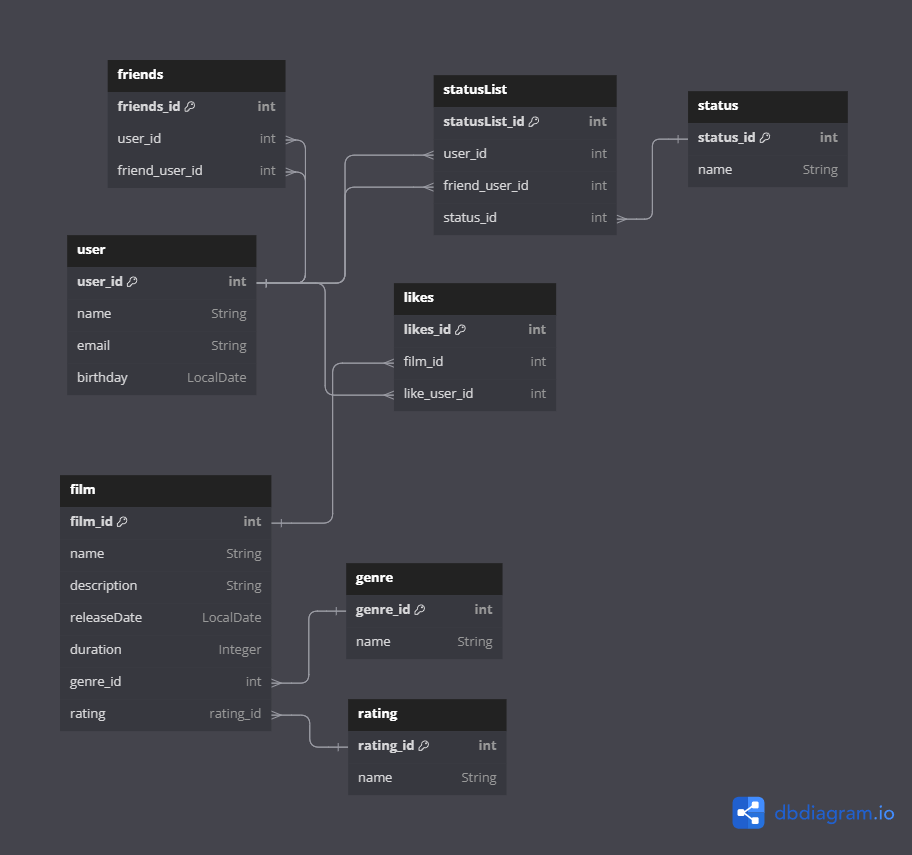 friends
friends_id int
user_id int
friend_user_id int
statusList
statusList_id int
user_id int
friend_user_id int
status_id int
status
status_id int
name String
user
user_id int
name String
email String
birthday LocalDate
likes
likes_id int
film_id int
like_user_id int
film
film_id int
name String
description String
releaseDate LocalDate
duration Integer
genre_id int
rating rating_id
genre
genre_id int
name String
rating
rating_id int
name String
dbdiagram.io